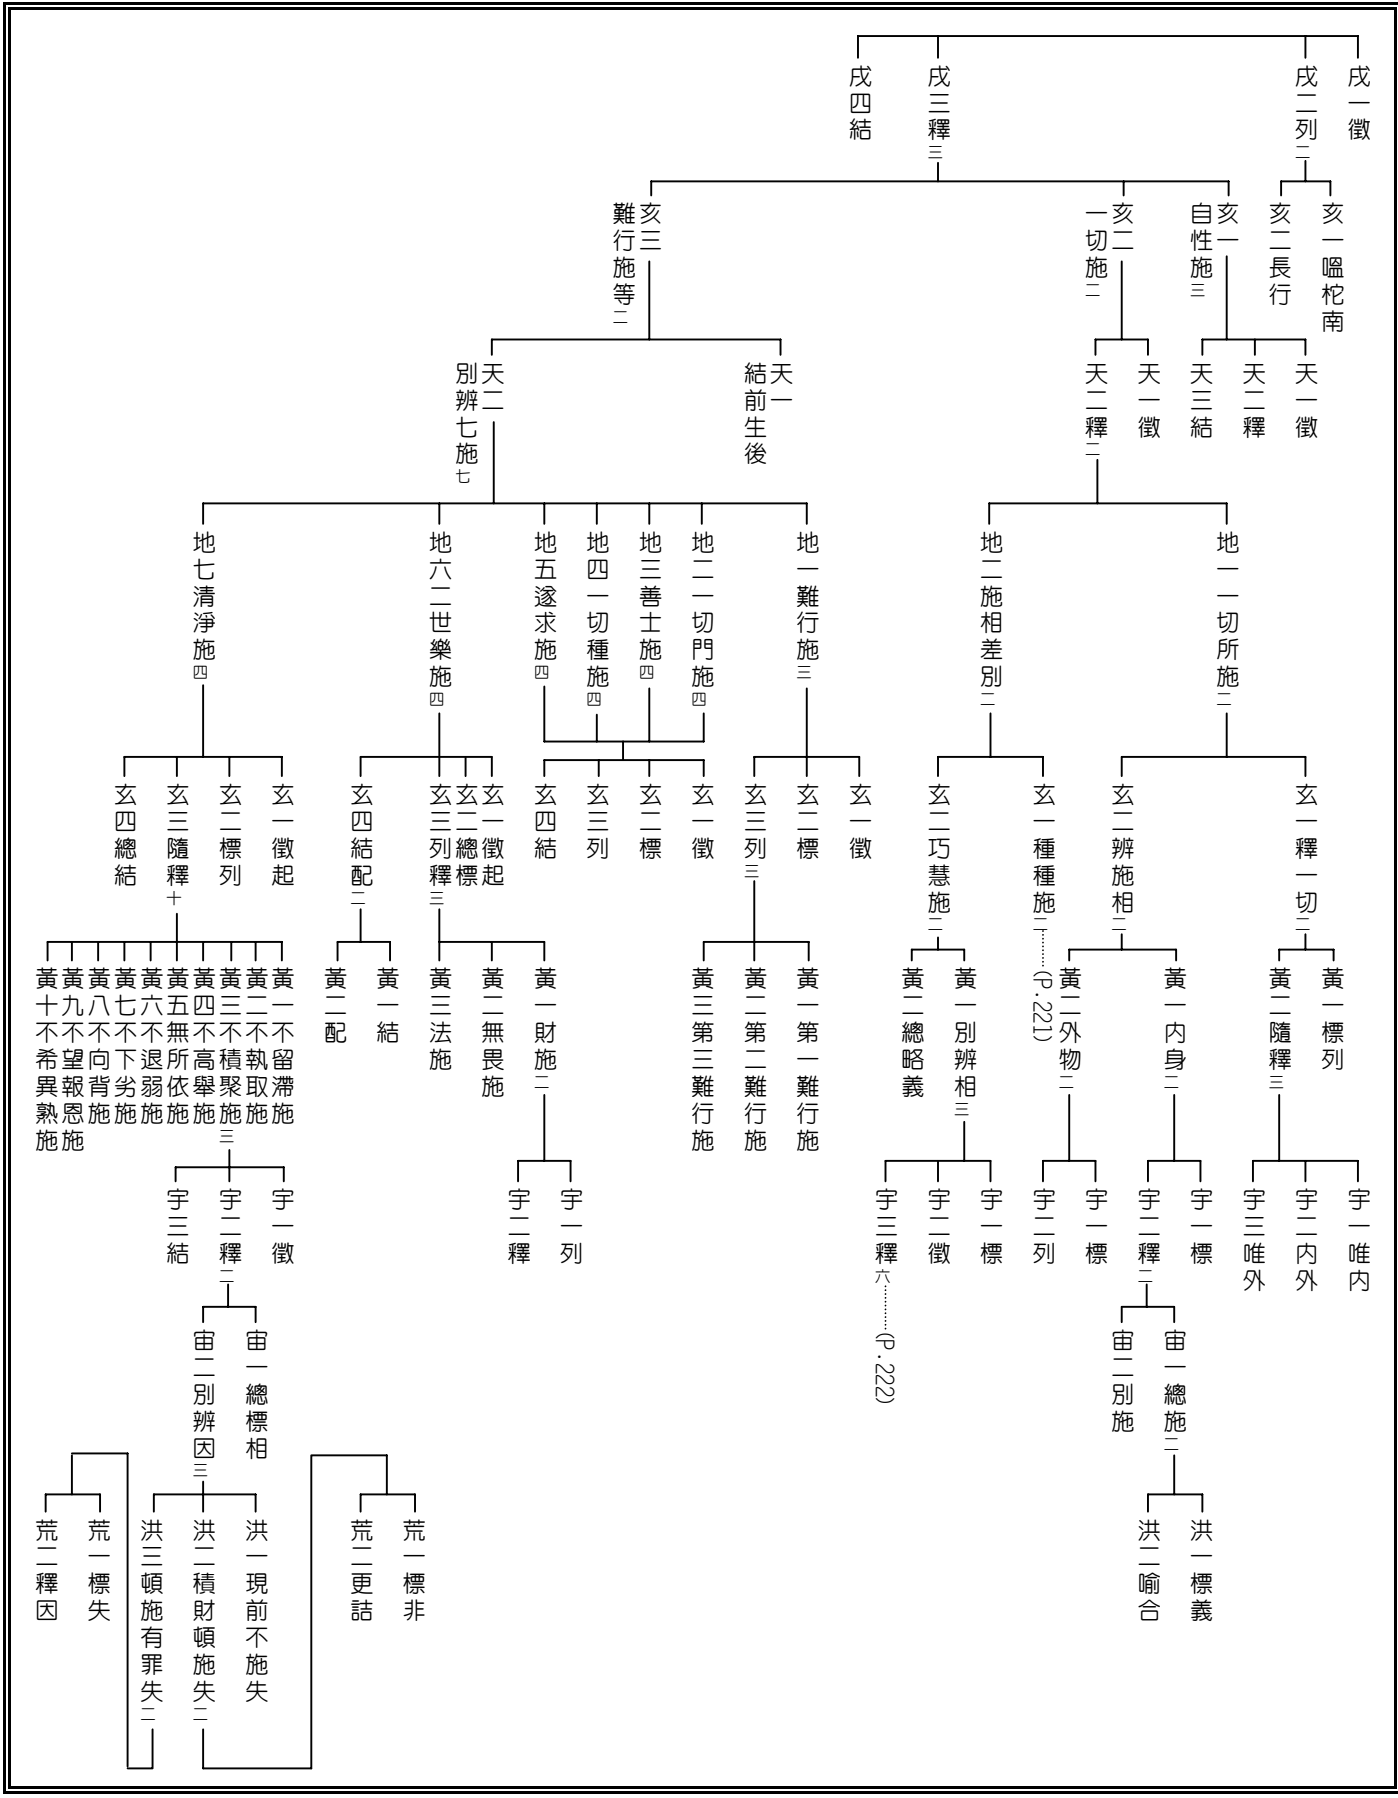 戌一徵
戌二列二
戌三釋三
戌四結
亥一嗢柁南
亥二長行
亥一
自性施三
亥二
一切施二
亥三
難行施等二
天一徵
天二釋
天三結
天一徵
天二釋二
天一
結前生後
天二
別辨七施七
地一一切所施二
地二施相差別二
地一難行施三
地二一切門施四
地三善士施四
地四一切種施四
地五遂求施四
地六二世樂施四
地七清淨施四
玄一釋一切二
玄二辨施相二
玄一種種施二………(P.221)
玄二巧慧施二
玄一徵
玄二標
玄三列三
玄一徵
玄二標
玄三列
玄四結
玄一徵起
玄二總標
玄三列釋三
玄四結配二
玄一徵起
玄二標列
玄三隨釋十
玄四總結
黃一標列
黃二隨釋三
黃一內身二
黃二外物二
黃一別辨相三
黃二總略義
黃一第一難行施
黃二第二難行施
黃三第三難行施
黃一財施二
黃二無畏施
黃三法施
黃一結
黃二配
黃一不留滯施
黃二不執取施
黃三不積聚施三
黃四不高舉施
黃五無所依施
黃六不退弱施
黃七不下劣施
黃八不向背施
黃九不望報恩施
黃十不希異熟施
宇一唯內
宇二內外
宇三唯外
宇一標
宇二釋二
宇一標
宇二列
宇一標
宇二徵
宇三釋六………(P.222)
宇一列
宇二釋
宇一徵
宇二釋二
宇三結
宙一總施二
宙二別施
宙一總標相
宙二別辨因三
洪一標義
洪二喻合
洪一現前不施失
洪二積財頓施失二
洪三頓施有罪失二
荒一標非
荒二更詰
荒一標失
荒二釋因